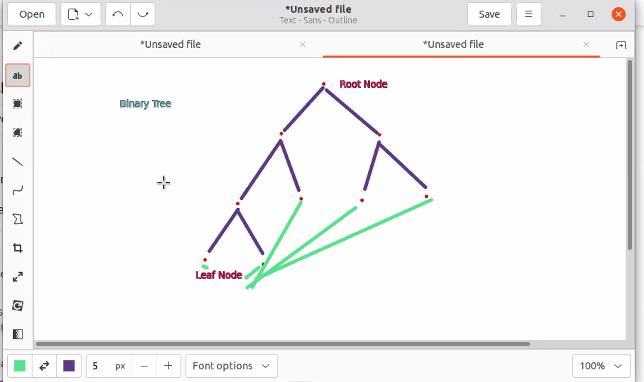 Open
*Unsaved file
Text - Sans - Outline
Save
*Unsaved file
*Unsaved file
ab
Root Node
Binary Tree
Leaf Node
5 px
Font options
100%